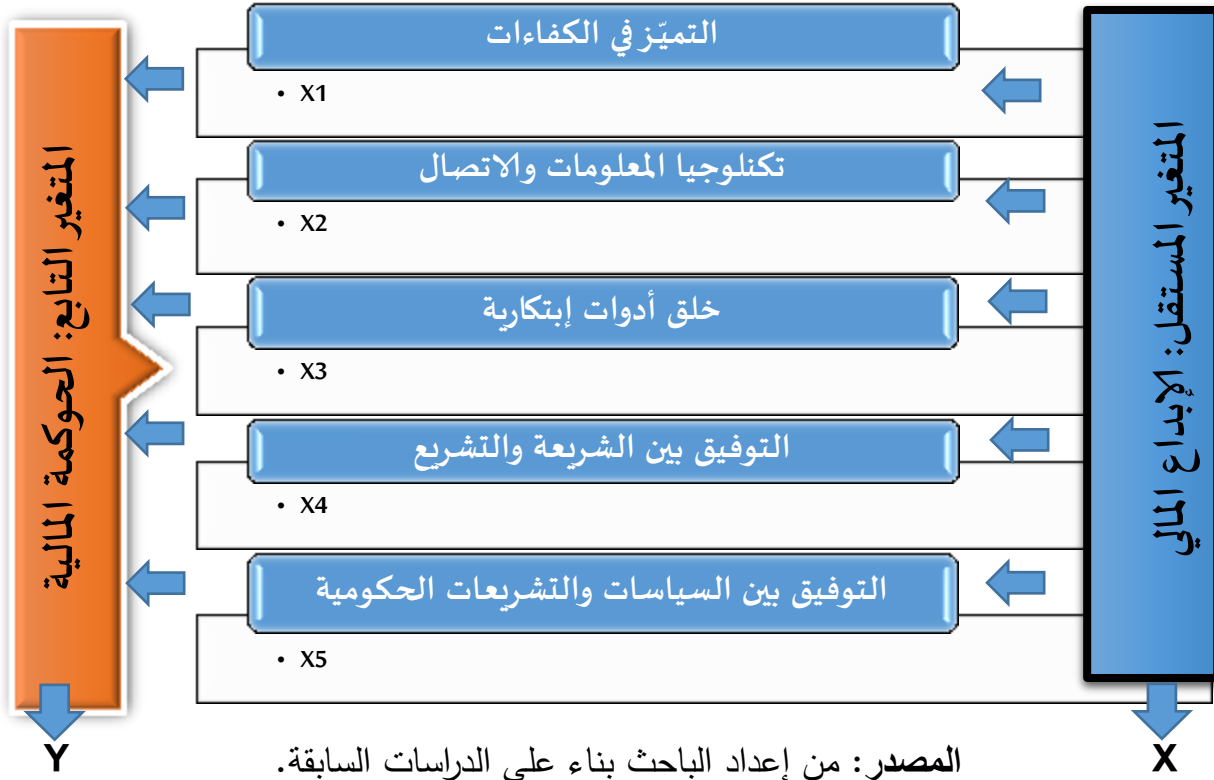 المتغير المستقل: الإبداع المالي
X
التميّز في الكفاءات
• X1
تكنلوجيا المعلومات والاتصال
• X2
خلق أدوات إبتكارية
• X3
التوفيق بين الشريعة والتشريع
• X4
التوفيق بين السياسات والتشريعات الحكومية
• X5
المتغير التابع: الحوكمة المالية
Y
المصدر: من إعداد الباحث بناء على الدراسات السابقة.